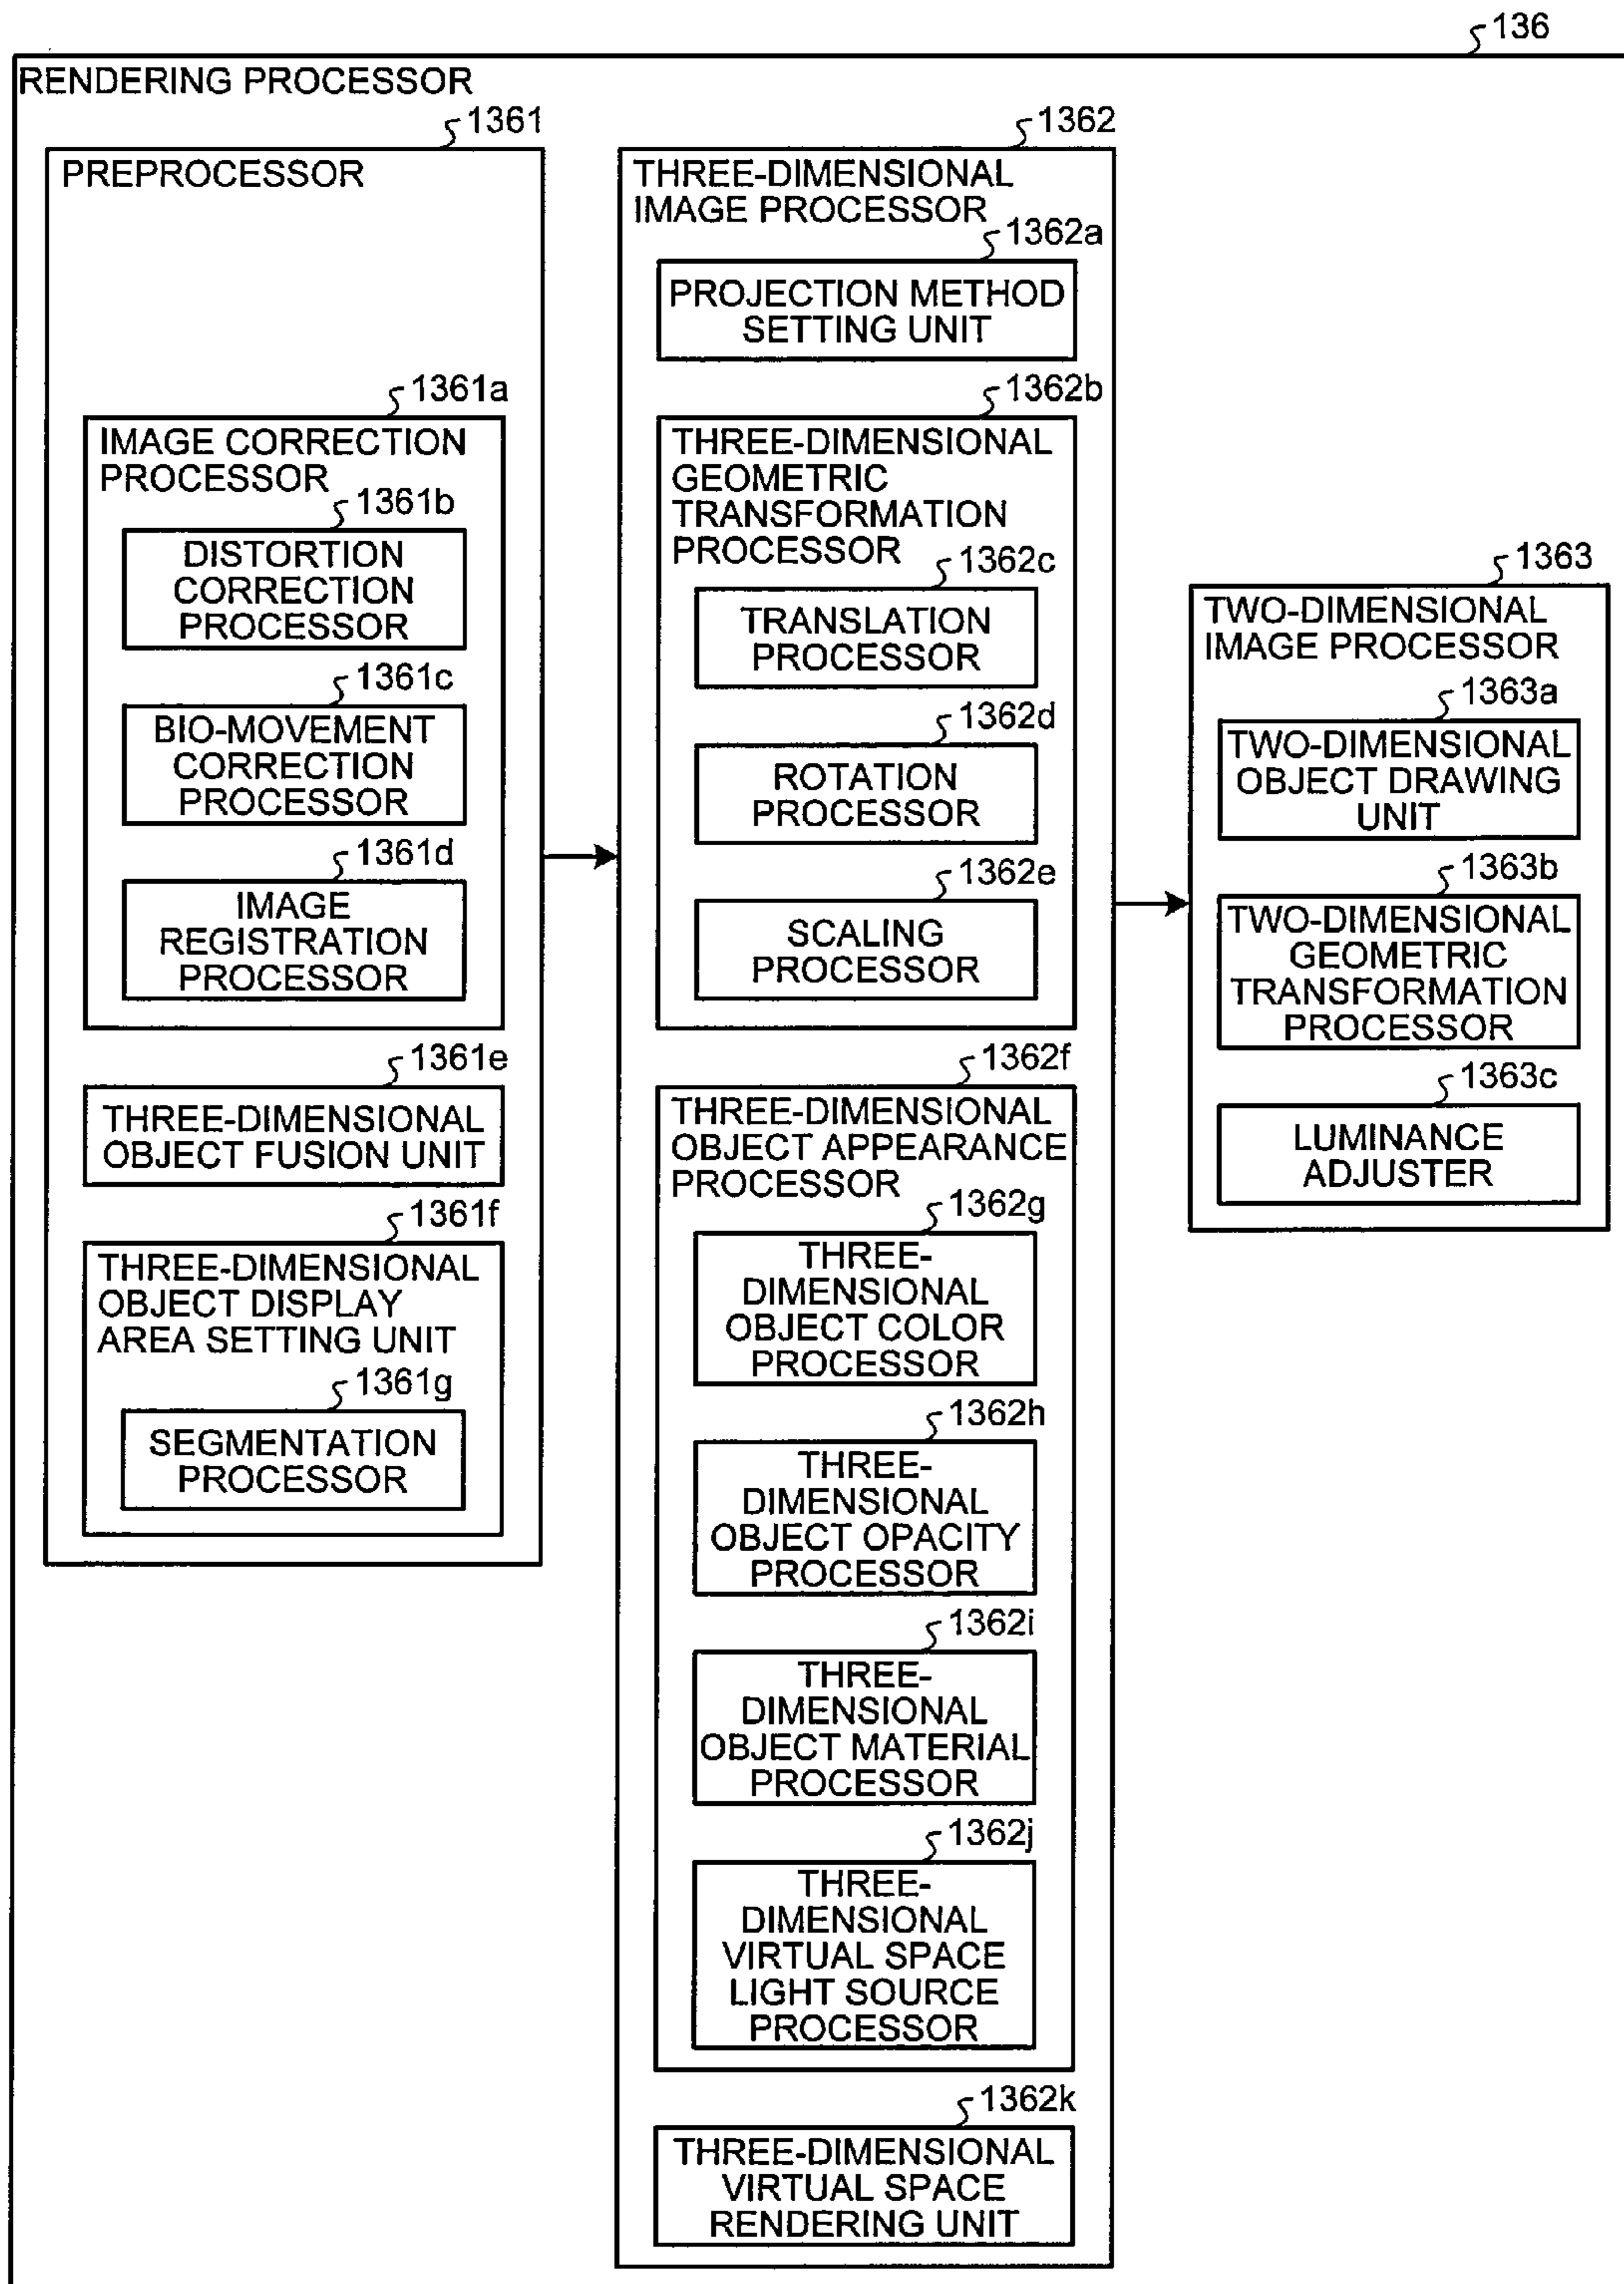 136
RENDERING PROCESSOR
1361
PREPROCESSOR
1361a
IMAGE CORRECTION
PROCESSOR
1361b
DISTORTION
CORRECTION
PROCESSOR
1361c
BIO-MOVEMENT
CORRECTION
PROCESSOR
1361d
IMAGE
REGISTRATION
PROCESSOR
1361e
THREE-DIMENSIONAL
OBJECT FUSION UNIT
1361f
THREE-DIMENSIONAL
OBJECT DISPLAY
AREA SETTING UNIT
1361g
SEGMENTATION
PROCESSOR
1362
THREE-DIMENSIONAL
IMAGE PROCESSOR
1362a
PROJECTION METHOD
SETTING UNIT
1362b
THREE-DIMENSIONAL
GEOMETRIC
TRANSFORMATION
PROCESSOR
1362c
TRANSLATION
PROCESSOR
1362d
ROTATION
PROCESSOR
1362e
SCALING
PROCESSOR
1362f
THREE-DIMENSIONAL
OBJECT APPEARANCE
PROCESSOR
1362g
THREE-
DIMENSIONAL
OBJECT COLOR
PROCESSOR
1362h
THREE-
DIMENSIONAL
OBJECT OPACITY
PROCESSOR
1362i
THREE-
DIMENSIONAL
OBJECT MATERIAL
PROCESSOR
1362j
THREE-
DIMENSIONAL
VIRTUAL SPACE
LIGHT SOURCE
PROCESSOR
1362k
THREE-DIMENSIONAL
VIRTUAL SPACE
RENDERING UNIT
1363
TWO-DIMENSIONAL
IMAGE PROCESSOR
1363a
TWO-DIMENSIONAL
OBJECT DRAWING
UNIT
1363b
TWO-DIMENSIONAL
GEOMETRIC
TRANSFORMATION
PROCESSOR
1363c
LUMINANCE
ADJUSTER